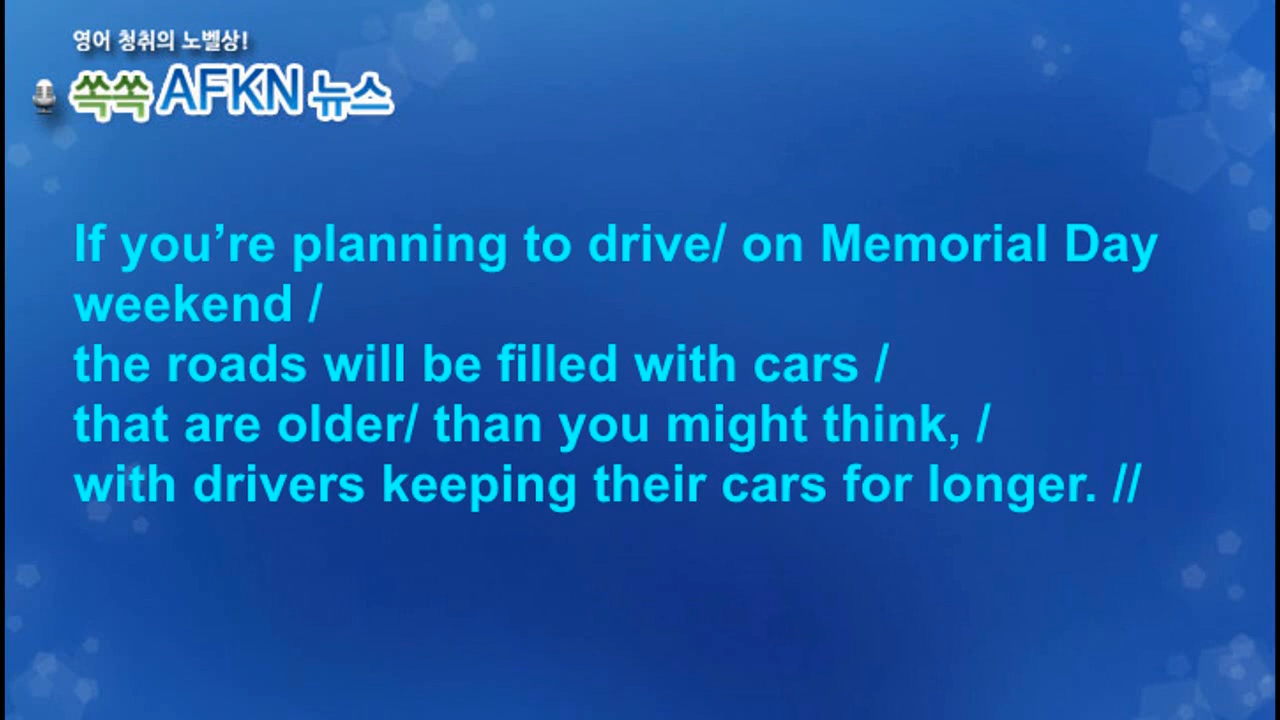 영어 청취의 노벨상!
쏙쏙 AFKN 뉴스
If you’re planning to drive/ on Memorial Day
weekend /
the roads will be filled with cars /
that are older/ than you might think, /
with drivers keeping their cars for longer. //